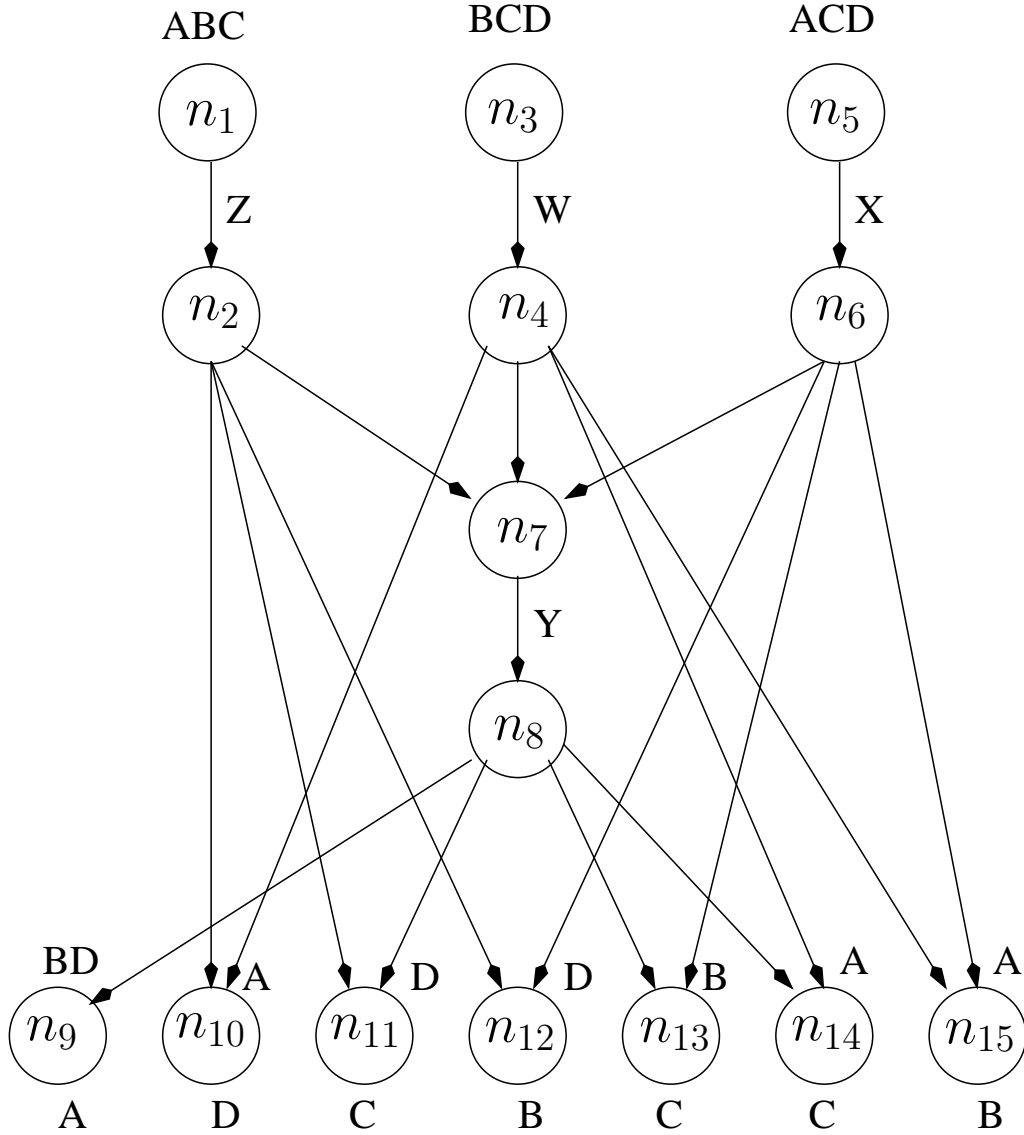 ABC BCD ACD
n1 n3 n5
Z W X
n2 n4 n6
n7
Y
n8
BD A D D B A A
n9 n10 n11 n12 n13 n14 n15
A D C B C C B